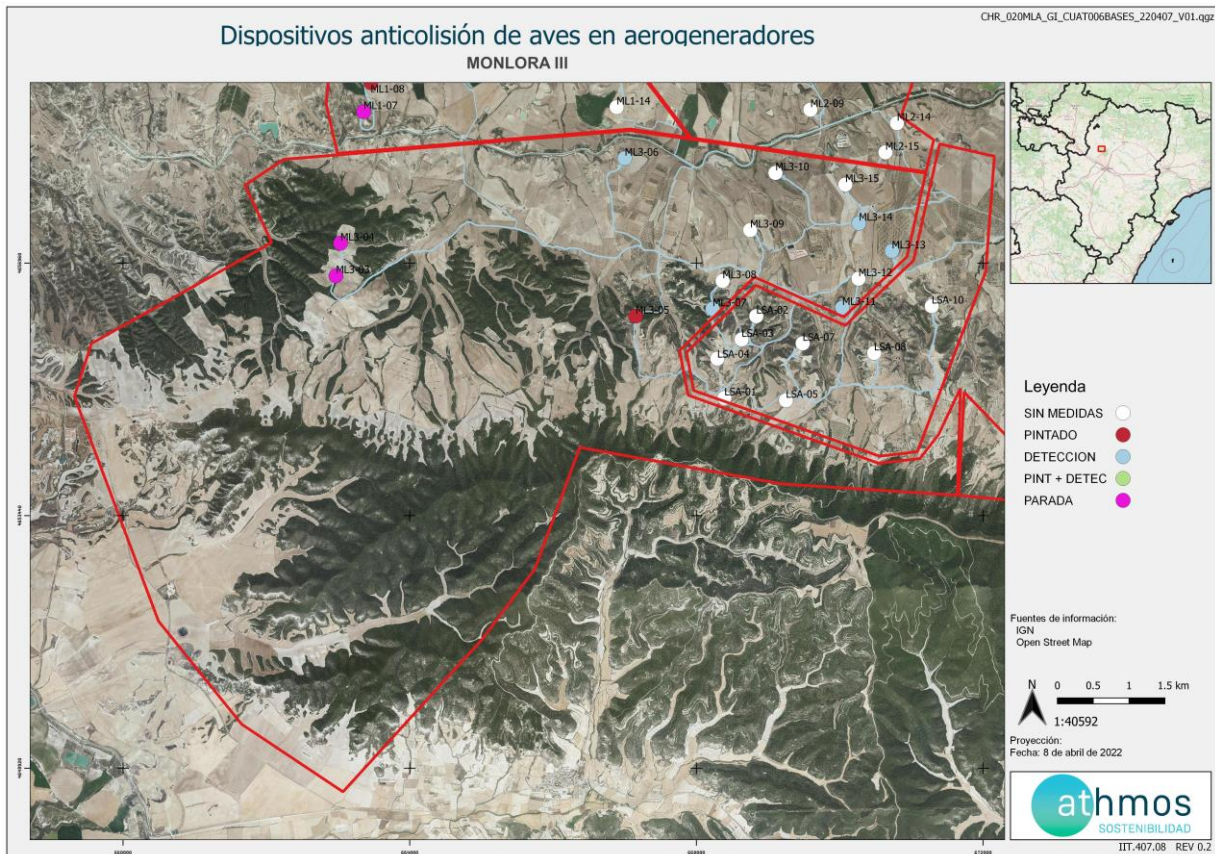 CHR_020MLA_GI_CUAT006BASES_220407_V01.qgz
Dispositivos anticolisión de aves en aerogeneradores
MONLORA III
ML1-08
ML1-07
ML1-14
ML2-09
ML2-14
ML2-15
ML3-06
ML3-10
ML3-15
ML3-14
ML3-04
ML3-09
ML3-13
ML3-03
ML3-08
ML3-12
ML3-05
ML3-07
LSA-02
ML3-11
LSA-10
LSA-03
LSA-07
LSA-04
LSA-08
LSA-01
LSA-05
Leyenda
SIN MEDIDAS
PINTADO
DETECCION
PINT + DETEC
PARADA
Fuentes de información:
IGN
Open Street Map
N
0 0.5 1 1.5 km
1:40592
Proyección:
Fecha: 8 de abril de 2022
athmos
SOSTENIBILIDAD
IIT.407.08 REV 0.2